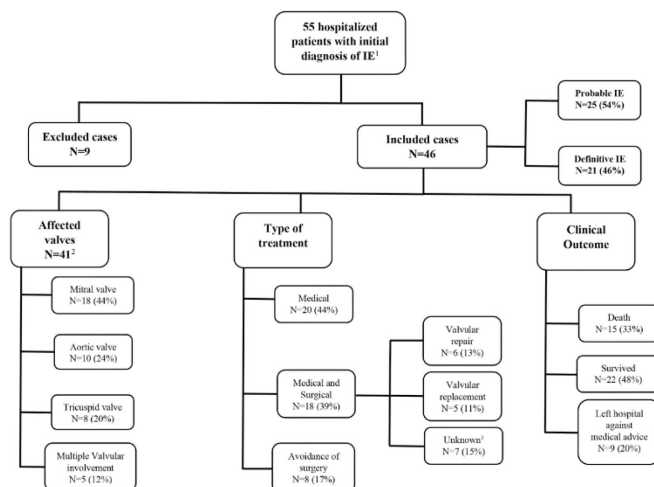 55 hospitalized
patients with initial
diagnosis of IE¹
Probable IE
N=25 (54%)
Excluded cases
N=9
Included cases
N=46
Definitive IE
N=21 (46%)
Affected
valves
N=41²
Type of
treatment
Clinical
Outcome
Mitral valve
N=18 (44%)
Aortic valve
N=10 (24%)
Tricuspid valve
N=8 (20%)
Multiple Valvular
involvement
N=5 (12%)
Medical
N=20 (44%)
Medical and Surgical
N=18 (39%)
Avoidance of
surgery
N=8 (17%)
Valvular
repair
N=6 (13%)
Valvular
replacement
N=5 (11%)
Unknown³
N=7 (15%)
Death
N=15 (33%)
Survived
N=22 (48%)
Left hospital
against
medical advice
N=9 (20%)